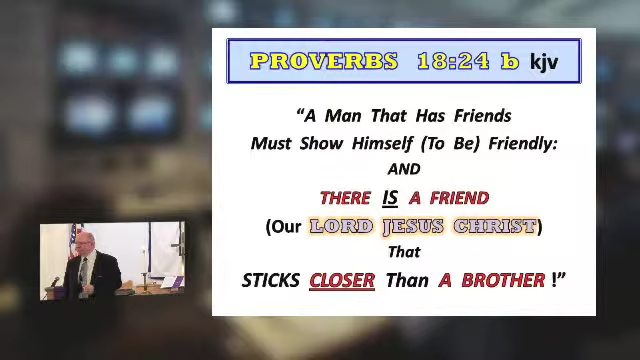 PROVERBS 18:24 b kjv
“A Man That Has Friends
Must Show Himself (To Be) Friendly:
AND
THERE IS A FRIEND
(Our LORD JESUS CHRIST)
That
STICKS CLOSER Than A BROTHER !”